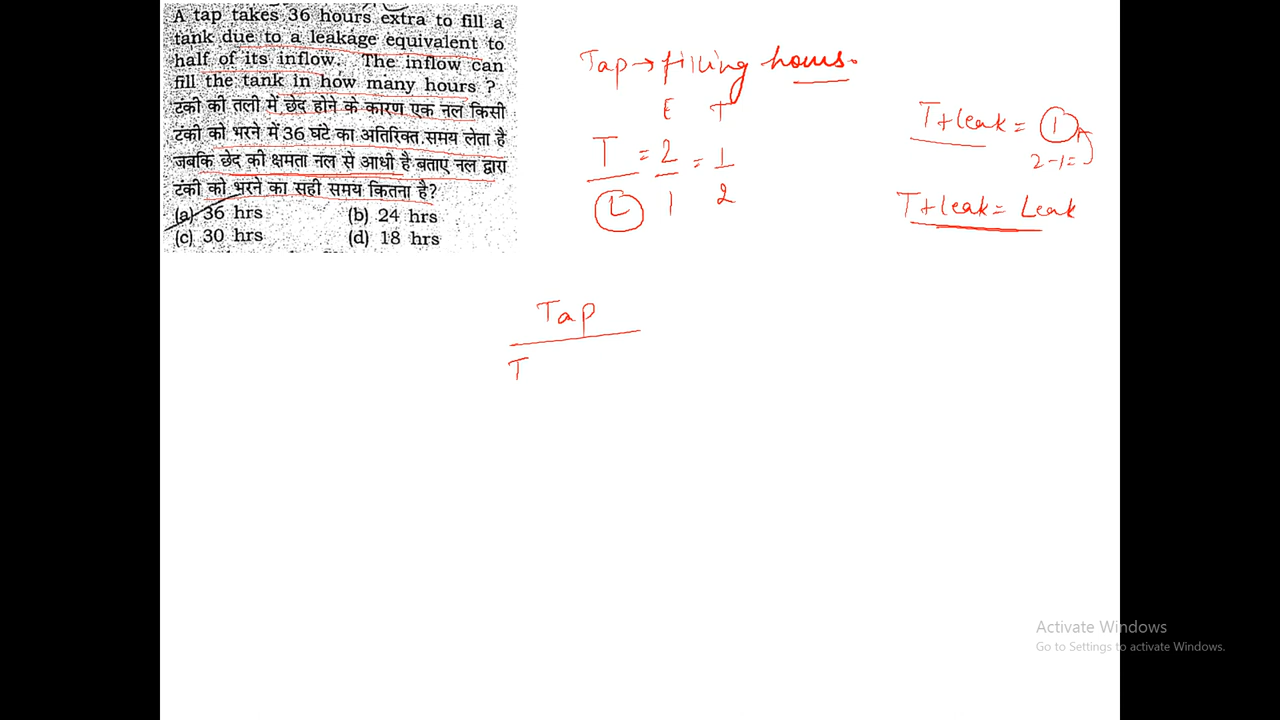 A tap takes 36 hours extra to fill a
tank due to a leakage equivalent to
half of its inflow. The inflow can
fill the tank in how many hours ?
टंकी की तली में छेद होने के कारण एक नल किसी
टंकी को भरने में 36 घंटे का अतिरिक्त समय लेता है
जबकि छेद की क्षमता नल से आधी है बताए नल द्वारा
टंकी को भरने का सही समय कितना है?
(a) 36 hrs (b) 24 hrs
(c) 30 hrs (d) 18 hrs
Tap → filling hours.
E T
T = 2 = 1
L 1 2
T+leak = 1
2-1=
T+leak = Leak
Tap
T
Activate Windows
Go to Settings to activate Windows.